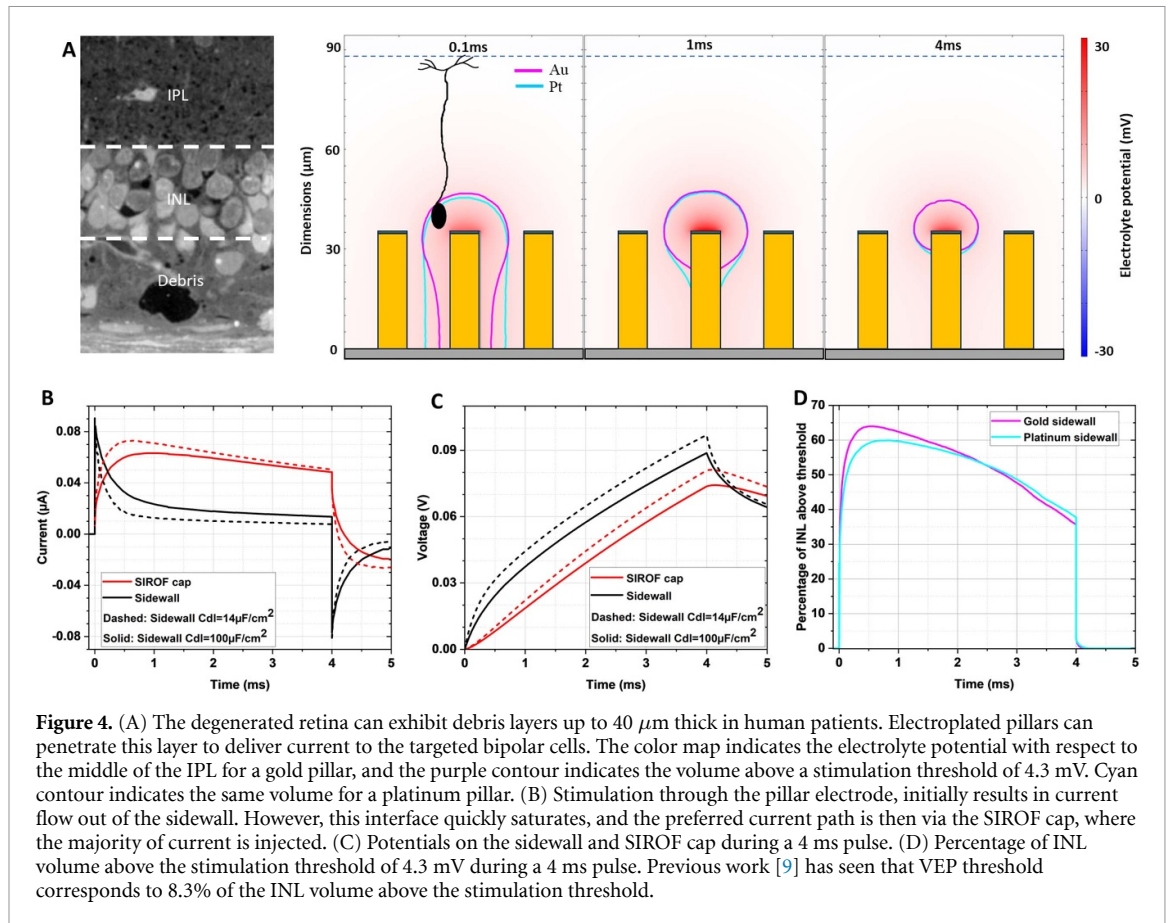 A
IPL
INL
Debris
90
60
30
0
Dimensions (μm)
0.1ms
Au
Pt
1ms
4ms
30
0
-30
Electrolyte potential (mV)
B
0.08
0.04
0.00
-0.04
-0.08
Current (μA)
SIROF cap
Sidewall
Dashed: Sidewall Cdl=14μF/cm²
Solid: Sidewall Cdl=100μF/cm²
0 1 2 3 4 5
Time (ms)
C
0.09
0.06
0.03
0.00
Voltage (V)
SIROF cap
Sidewall
Dashed: Sidewall Cdl=14μF/cm²
Solid: Sidewall Cdl=100μF/cm²
0 1 2 3 4 5
Time (ms)
D
70
60
50
40
30
20
10
0
Percentage of INL above threshold
Gold sidewall
Platinum sidewall
0 1 2 3 4 5
Time (ms)
Figure 4. (A) The degenerated retina can exhibit debris layers up to 40 μm thick in human patients. Electroplated pillars can
penetrate this layer to deliver current to the targeted bipolar cells. The color map indicates the electrolyte potential with respect to
the middle of the IPL for a gold pillar, and the purple contour indicates the volume above a stimulation threshold of 4.3 mV. Cyan
contour indicates the same volume for a platinum pillar. (B) Stimulation through the pillar electrode, initially results in current
flow out of the sidewall. However, this interface quickly saturates, and the preferred current path is then via the SIROF cap, where
the majority of current is injected. (C) Potentials on the sidewall and SIROF cap during a 4 ms pulse. (D) Percentage of INL
volume above the stimulation threshold of 4.3 mV during a 4 ms pulse. Previous work [9] has seen that VEP threshold
corresponds to 8.3% of the INL volume above the stimulation threshold.